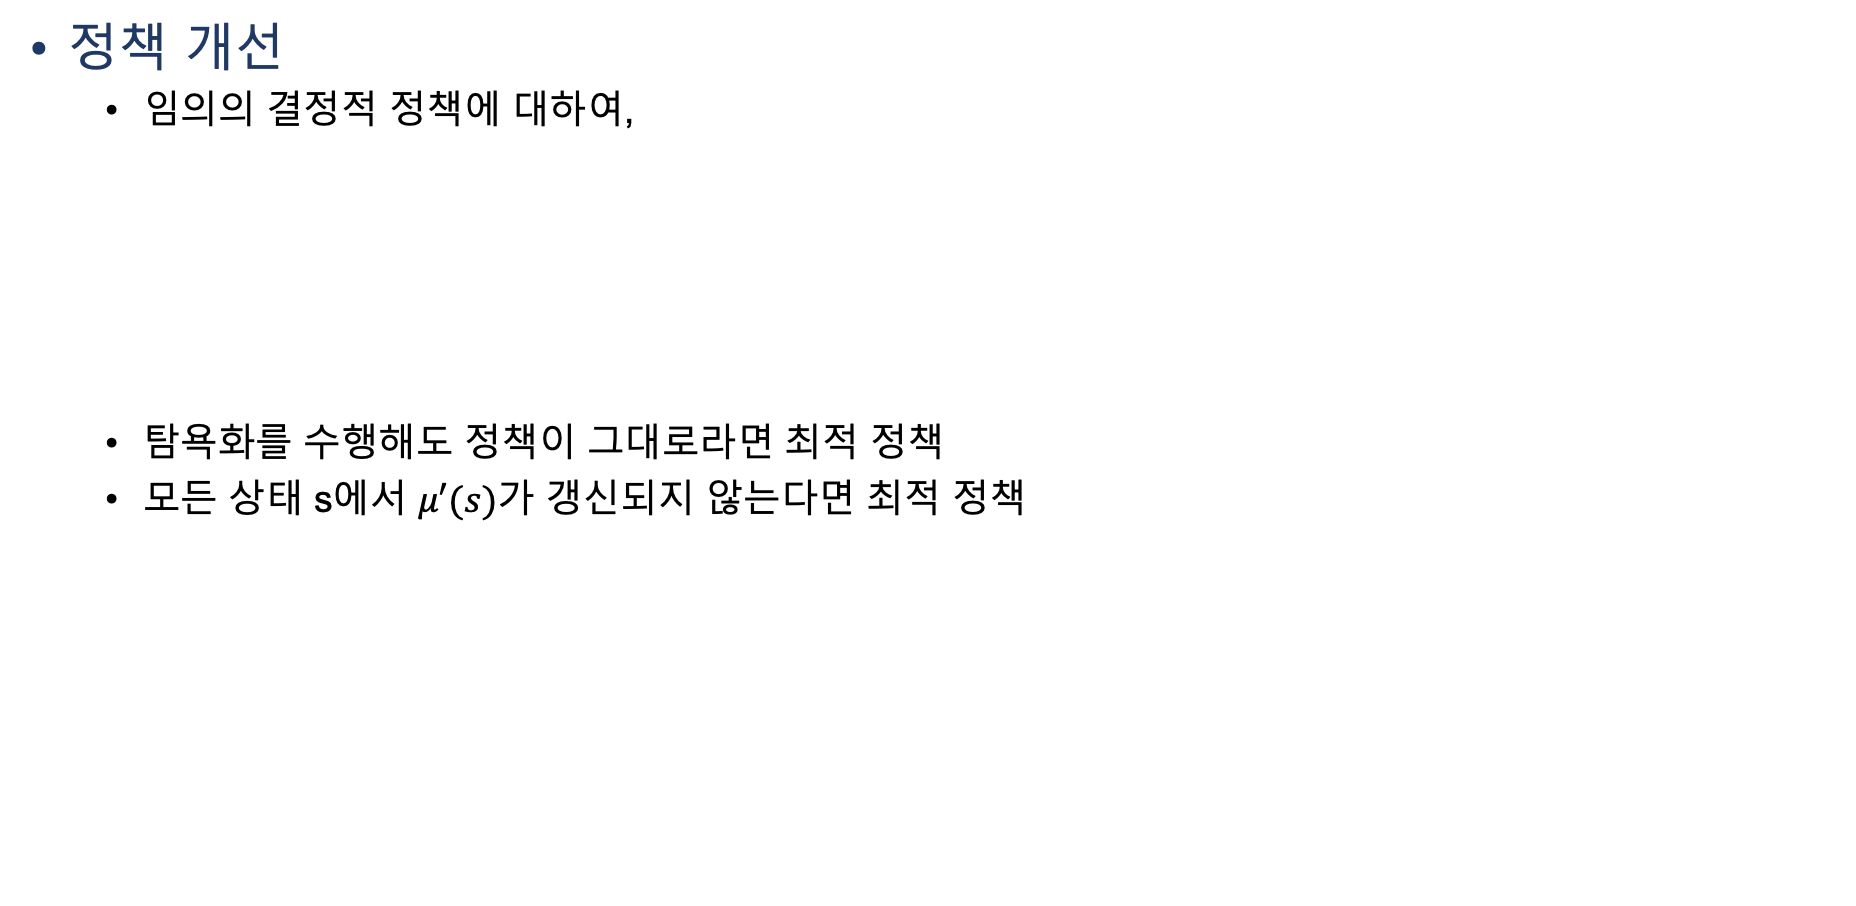 • 정책 개선
• 임의의 결정적 정책에 대하여,
• 탐욕화를 수행해도 정책이 그대로라면 최적 정책
• 모든 상태 s에서 μ′(s)가 갱신되지 않는다면 최적 정책